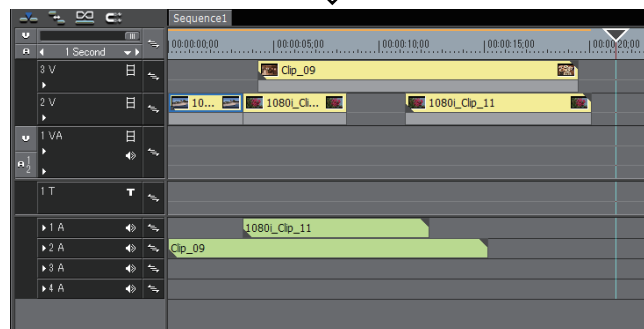 Sequence1
1 Second
00:00:00;00 00:00:05;00 00:00:10;00 00:00:15;00 00:00:20;00
3 V Clip_09
2 V 10... 1080i_Cli... 1080i_Clip_11
1 VA
A 1 2
1 T T
1 A 1080i_Clip_11
2 A Clip_09
3 A
4 A